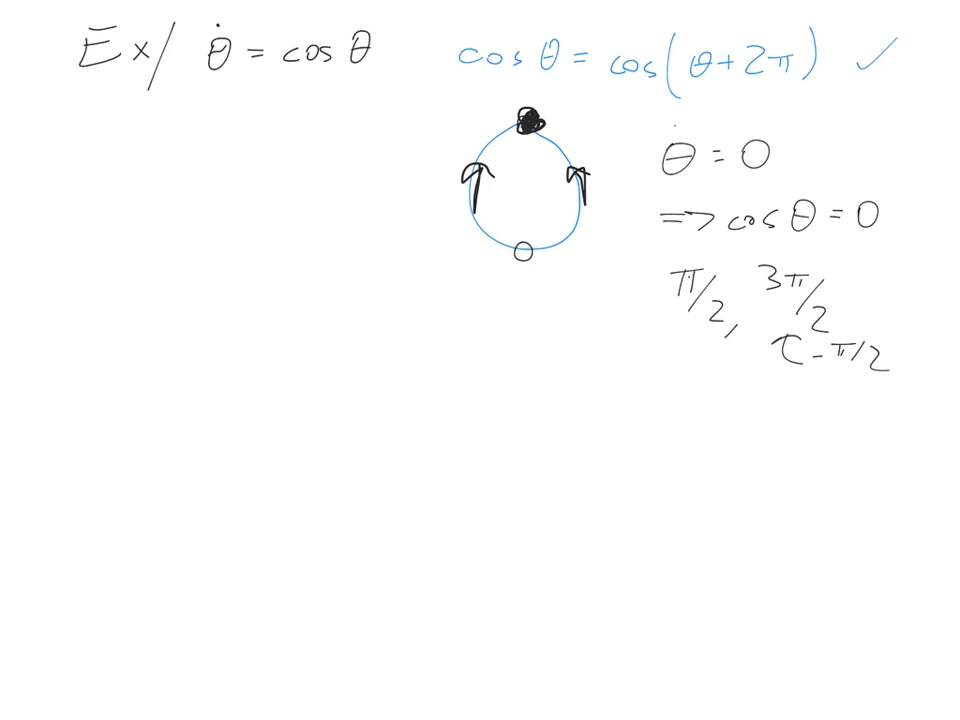 Ex/ θ̇ = cos θ
cos θ = cos(θ+2π) ✓
θ̇ = 0
=> cos θ = 0
π/2, 3π/2
τ-π/2